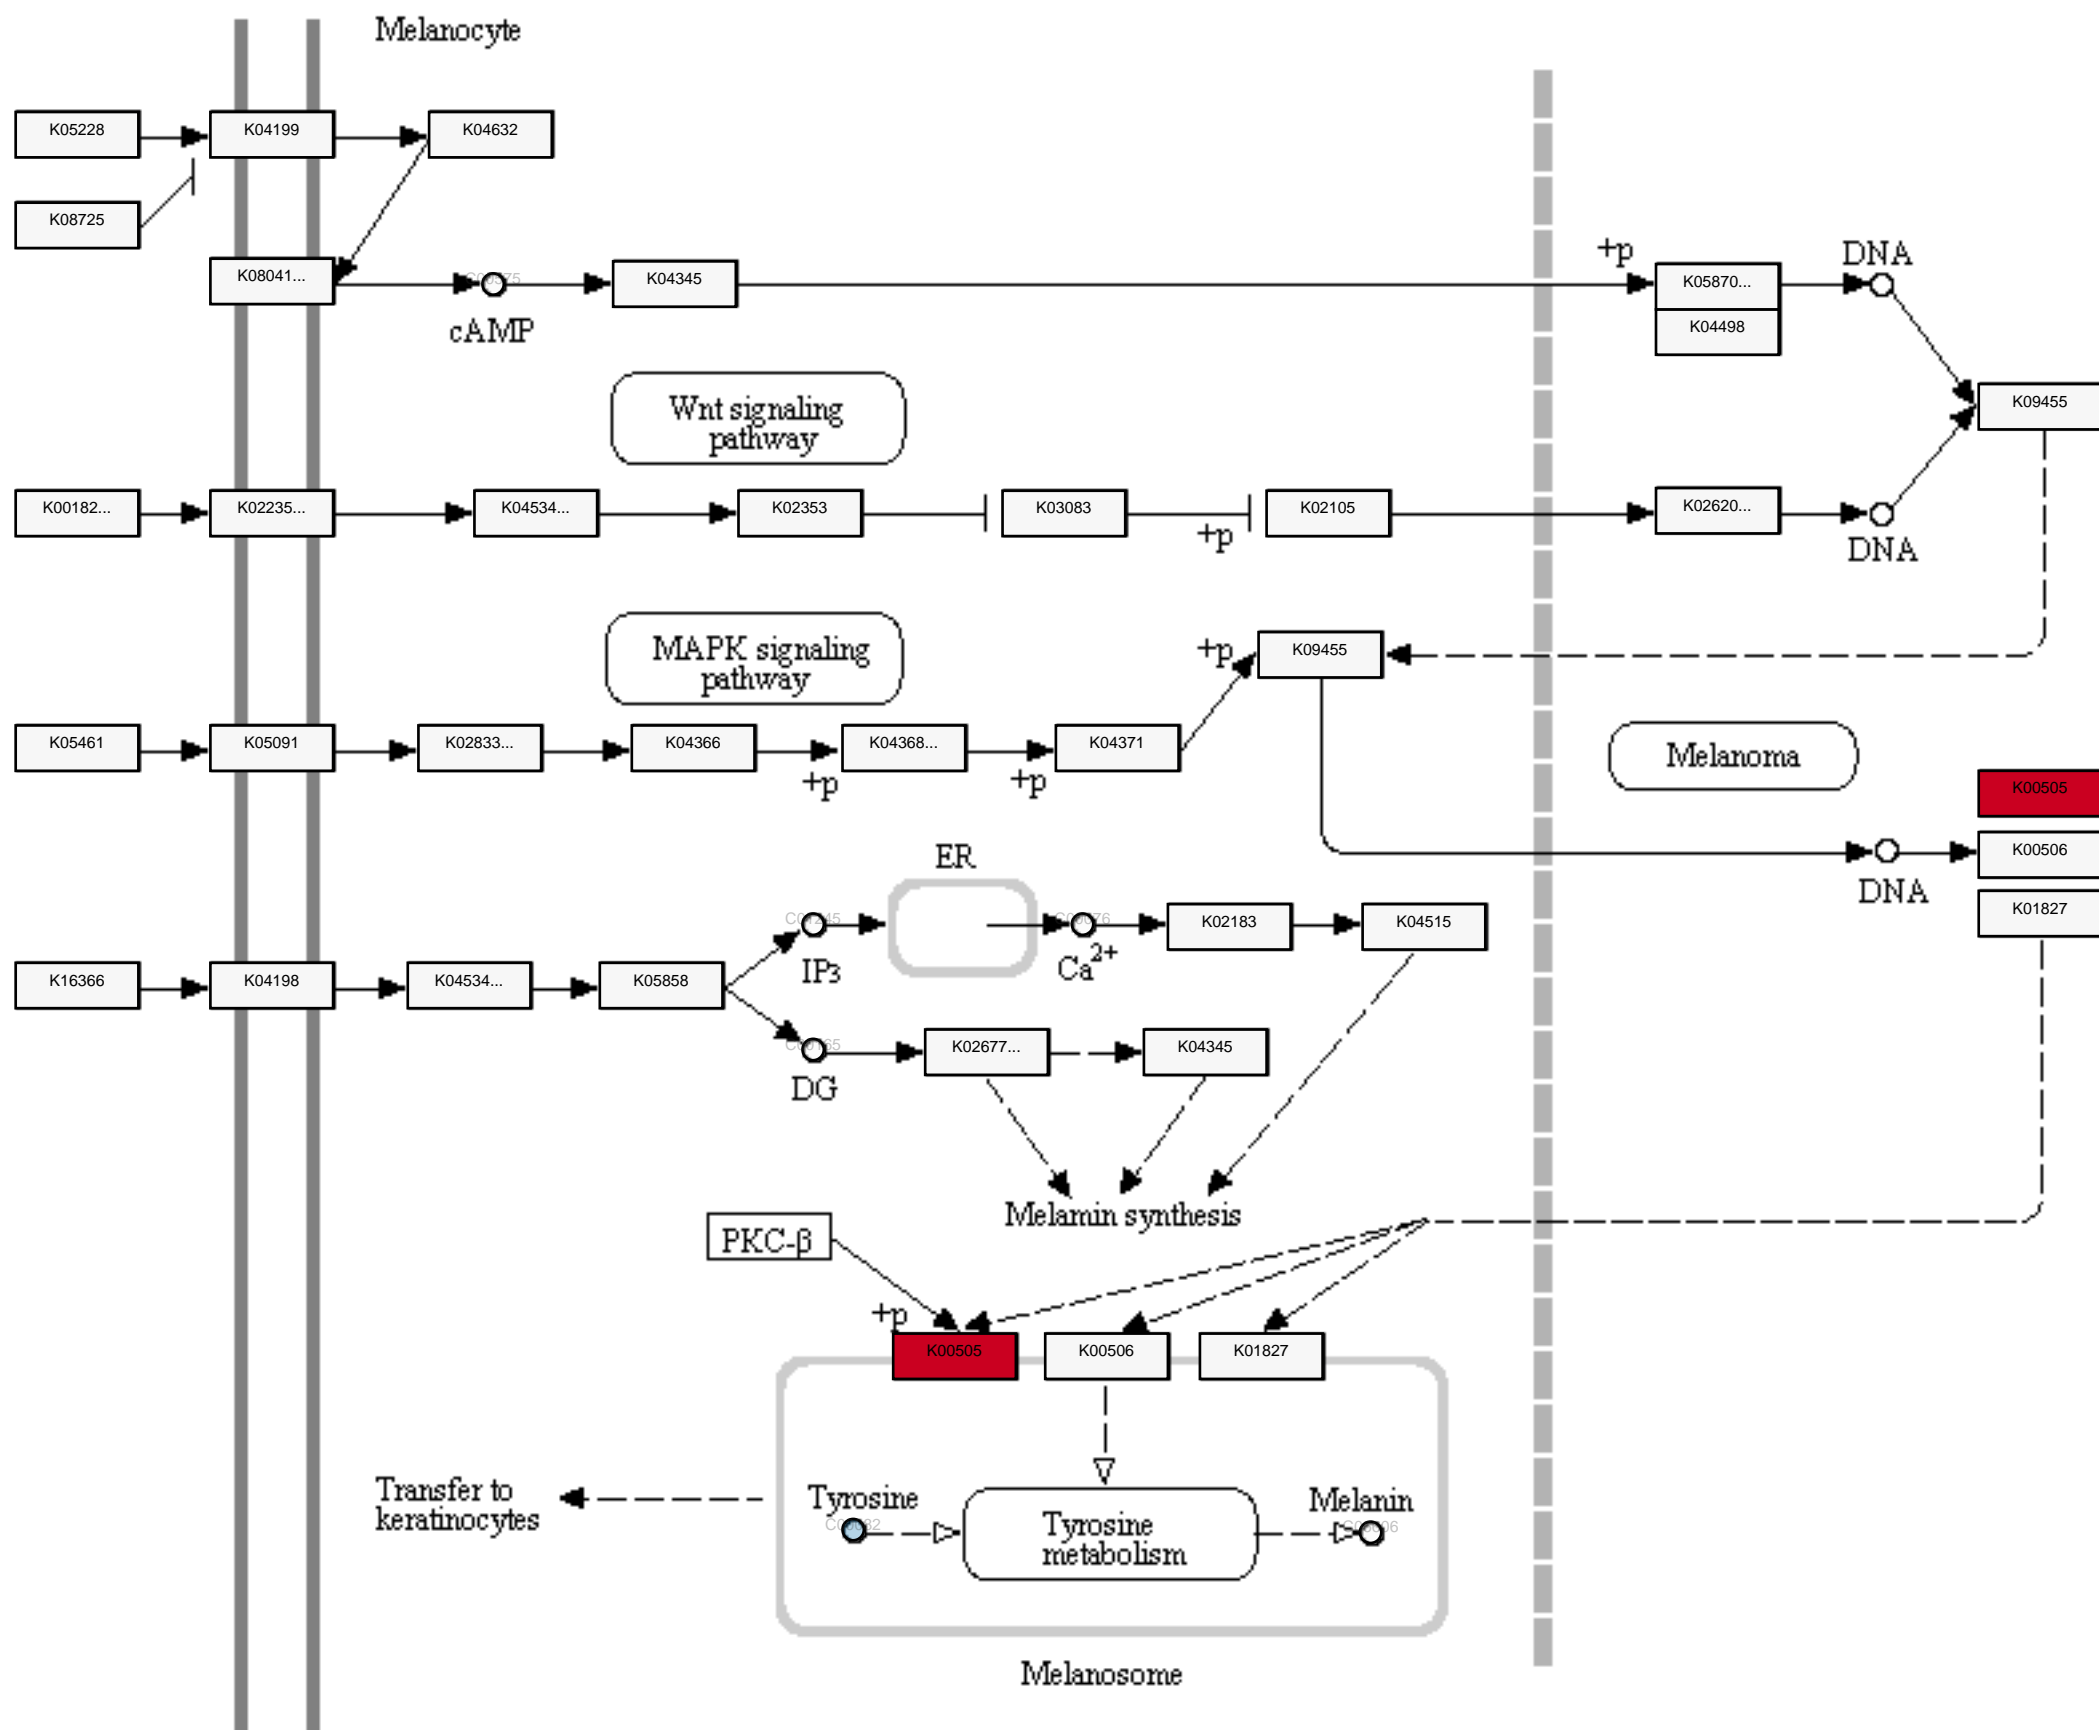 Melanocyte
K05228
K04199
K04632
K08725
K08041...
cAMP
K04345
+p
K05870...
K04498
DNA
K09455
Wnt signaling
pathway
K00182...
K02235...
K04534...
K02353
K03083
+p
K02105
K02620...
DNA
MAPK signaling
pathway
+p
K09455
K05461
K05091
K02833...
K04366
+p
K04368...
+p
K04371
Melanoma
K00505
K00506
K01827
DNA
ER
IP3
Ca2+
K02183
K04515
K16366
K04198
K04534...
K05858
DG
K02677...
K04345
Melamin synthesis
PKC-β
+p
K00505
K00506
K01827
Transfer to
keratinocytes
Tyrosine
Tyrosine
metabolism
Melanin
Melanosome